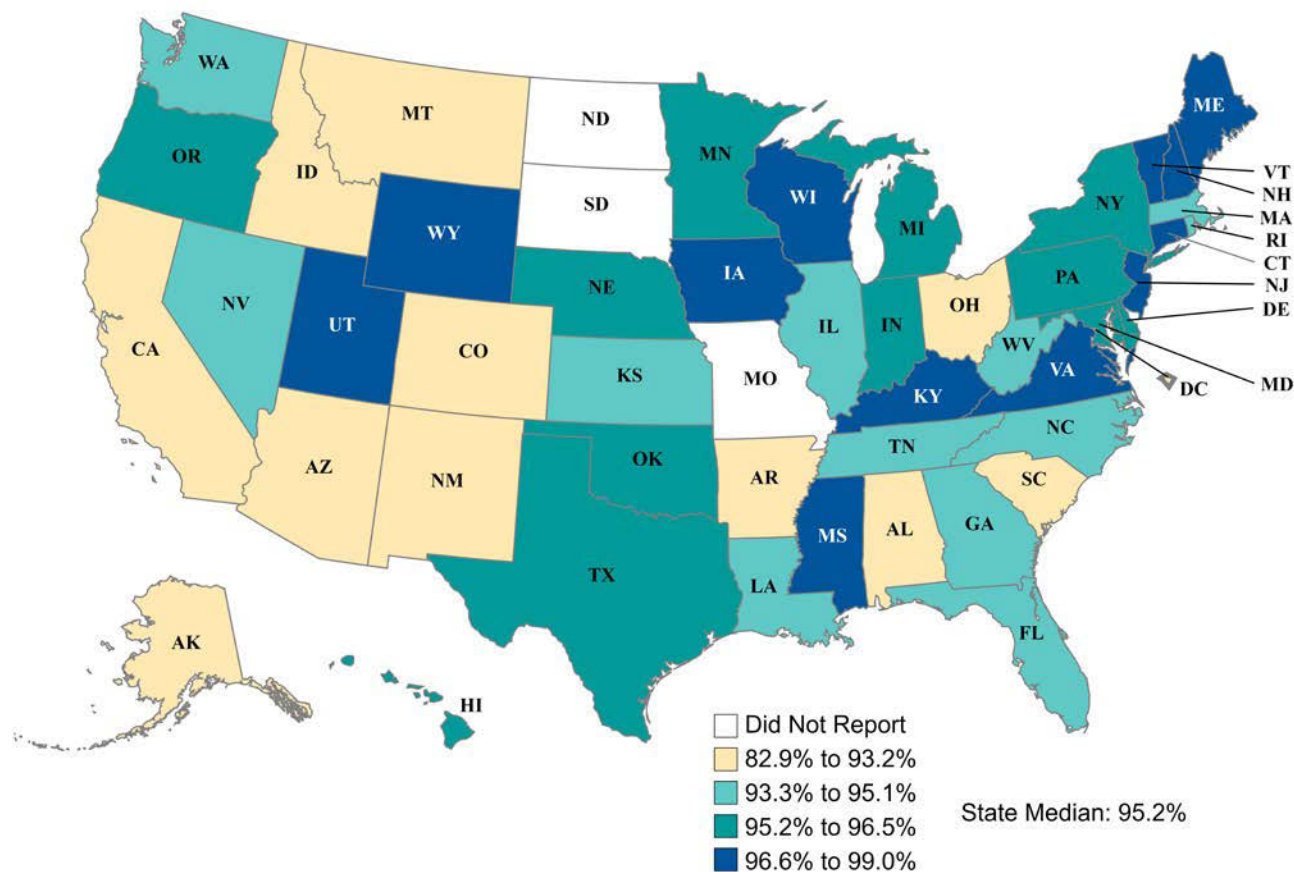 WA
MT
ND
ME
OR
ID
MN
VT
NH
SD
WI
NY
MA
WY
MI
RI
CT
IA
PA
NJ
NE
NV
OH
DE
UT
IL
IN
CA
CO
WV
KS
MO
VA
DC
MD
KY
NC
TN
OK
AZ
NM
AR
SC
MS
AL
GA
TX
LA
FL
AK
HI
Did Not Report
82.9% to 93.2%
93.3% to 95.1%
State Median: 95.2%
95.2% to 96.5%
96.6% to 99.0%